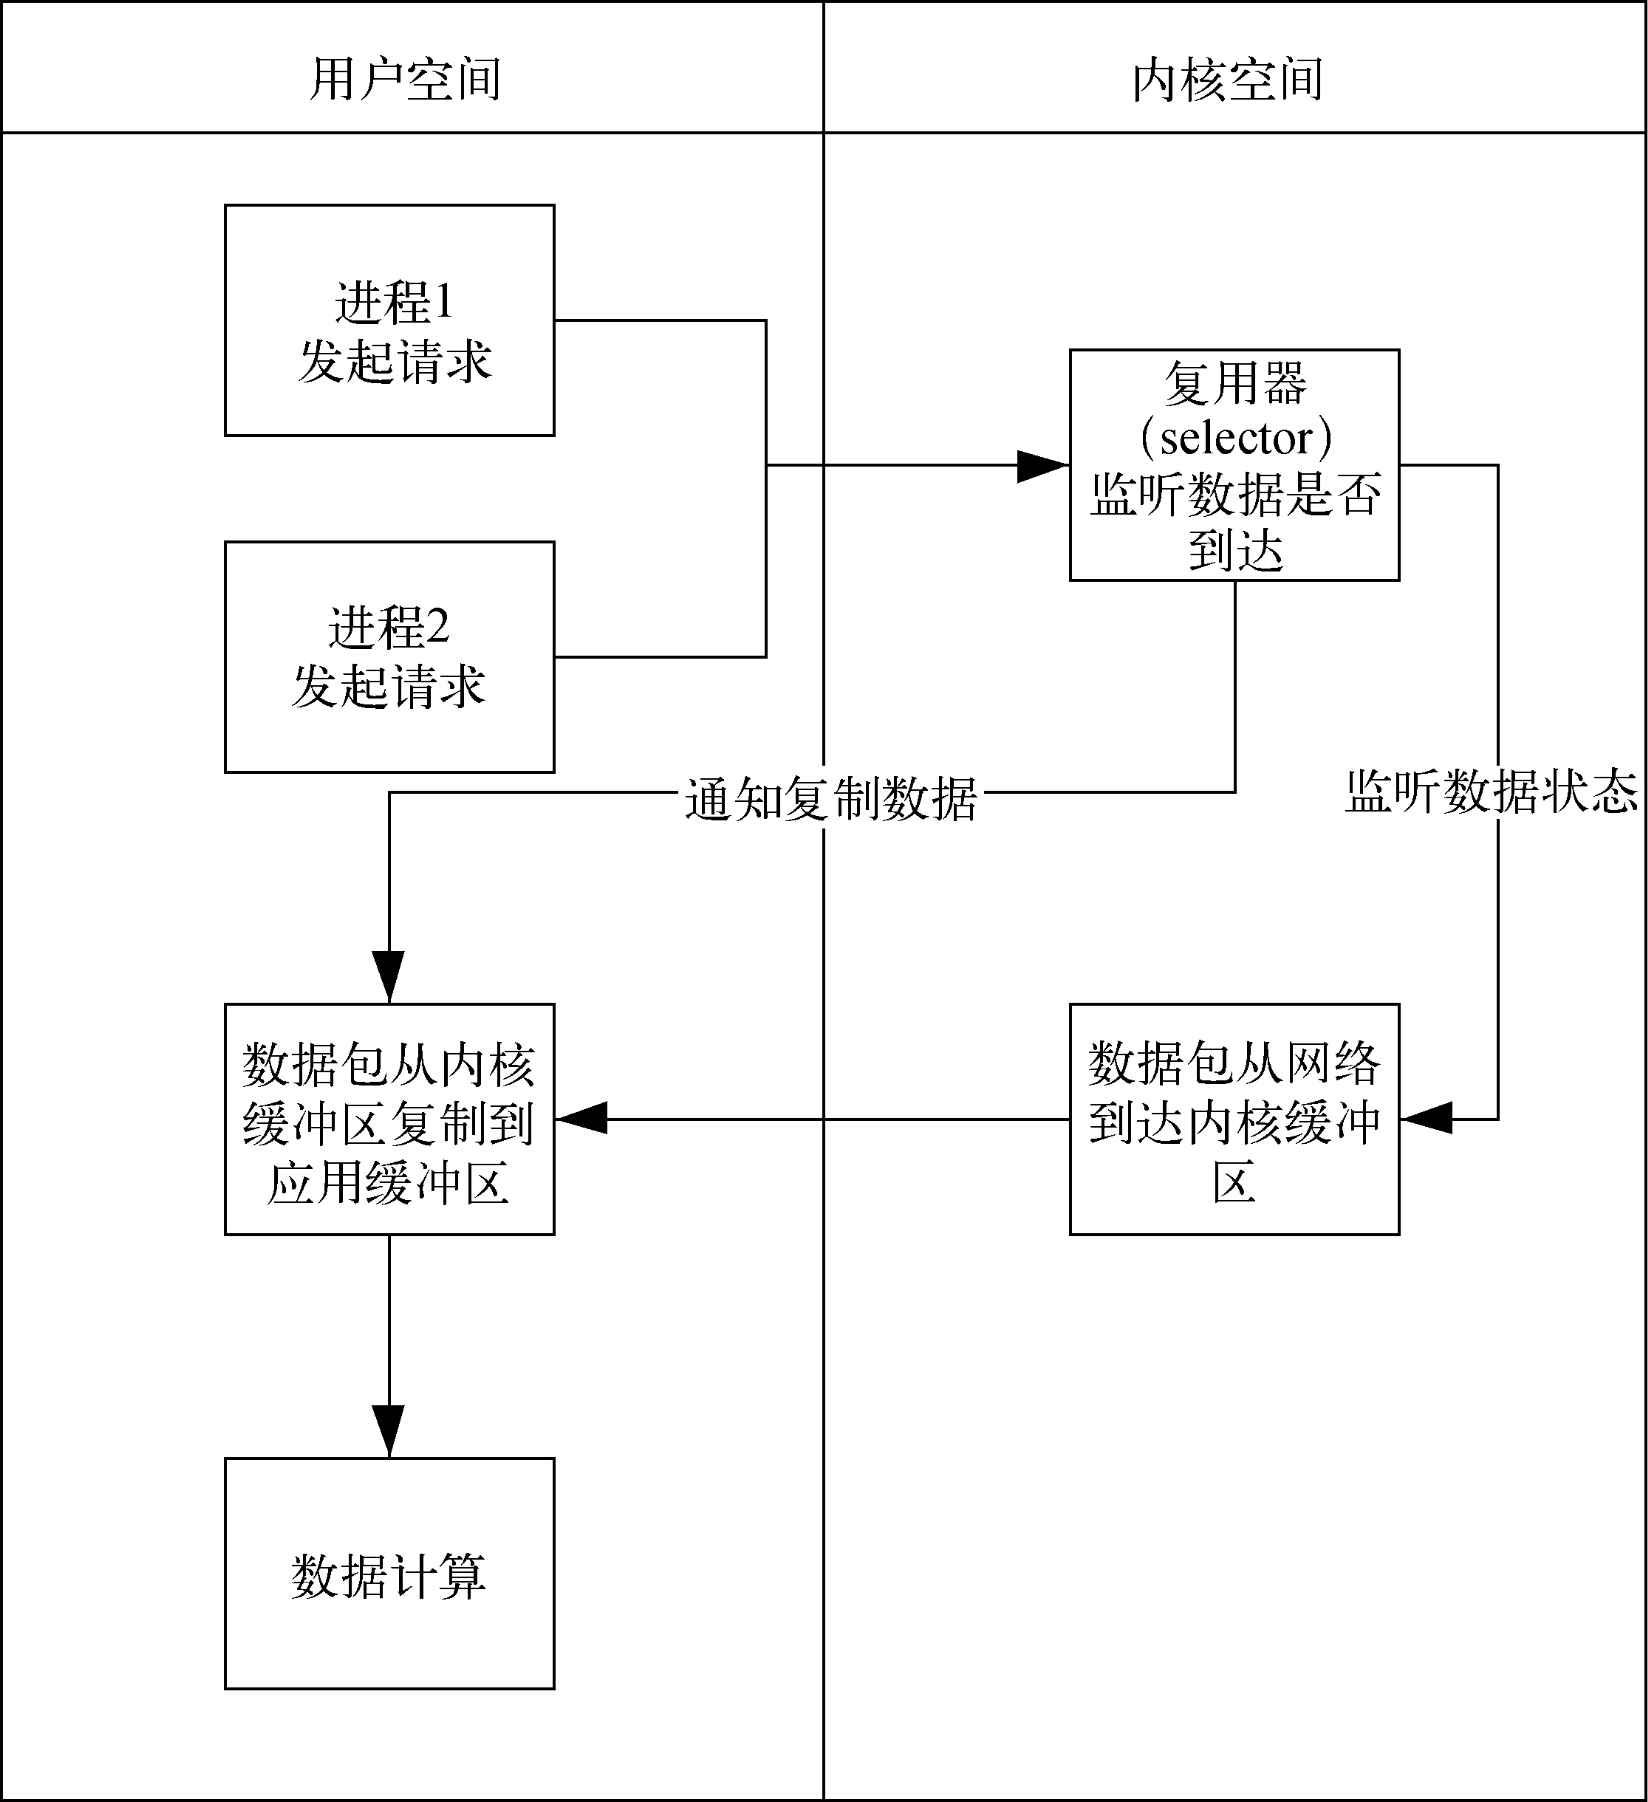 用户空间
内核空间
进程1
发起请求
复用器
(selector)
监听数据是否
到达
进程2
发起请求
通知复制数据
监听数据状态
数据包从内核
缓冲区复制到
应用缓冲区
数据包从网络
到达内核缓冲
区
数据计算